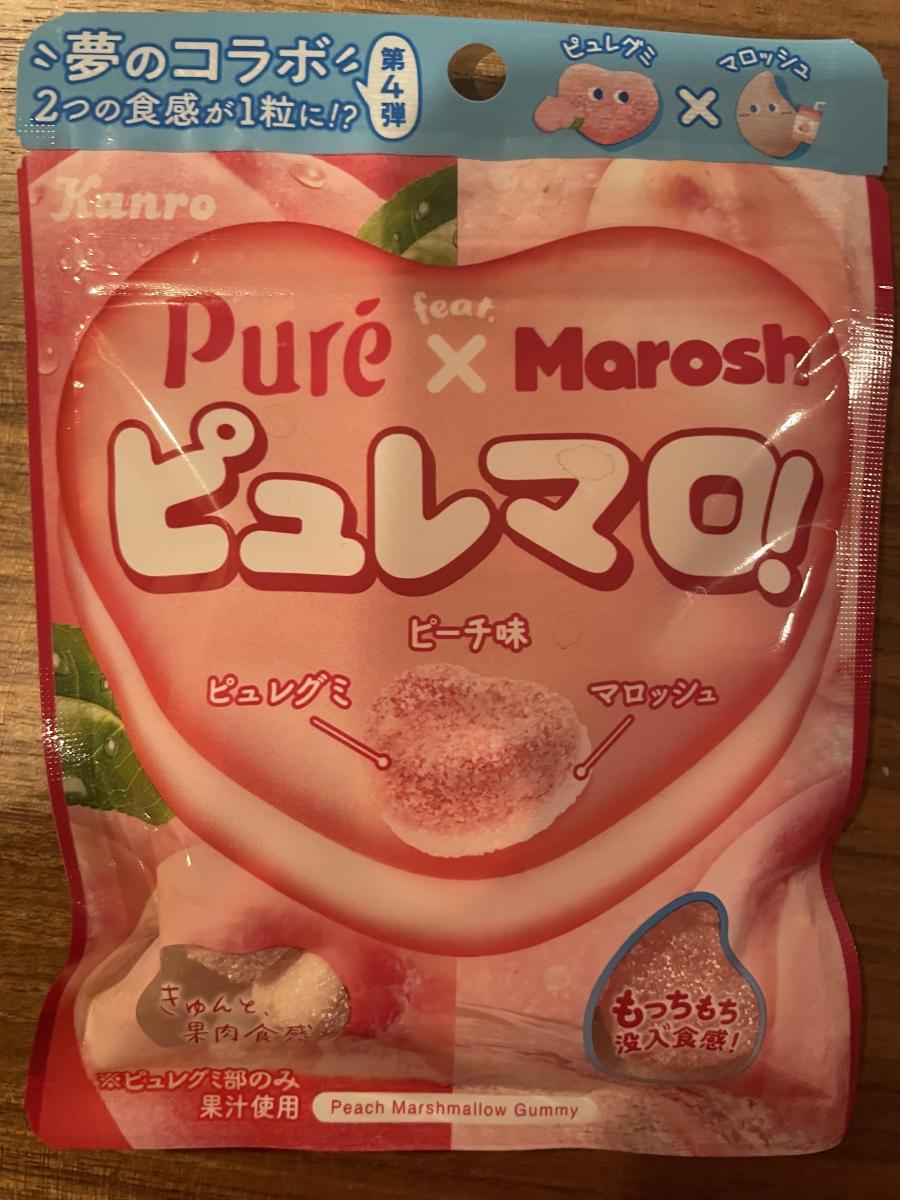 夢のコラボ
2つの食感が1粒に!?
第4弾
ピュレグミ
×
マロッシュ
Kanro
Puré feat. × Marosh
ピュレマロ!
ピーチ味
ピュレグミ
マロッシュ
きゅんと、
果肉食感
もっちもち
没入食感!
※ピュレグミ部のみ
果汁使用
Peach Marshmallow Gummy